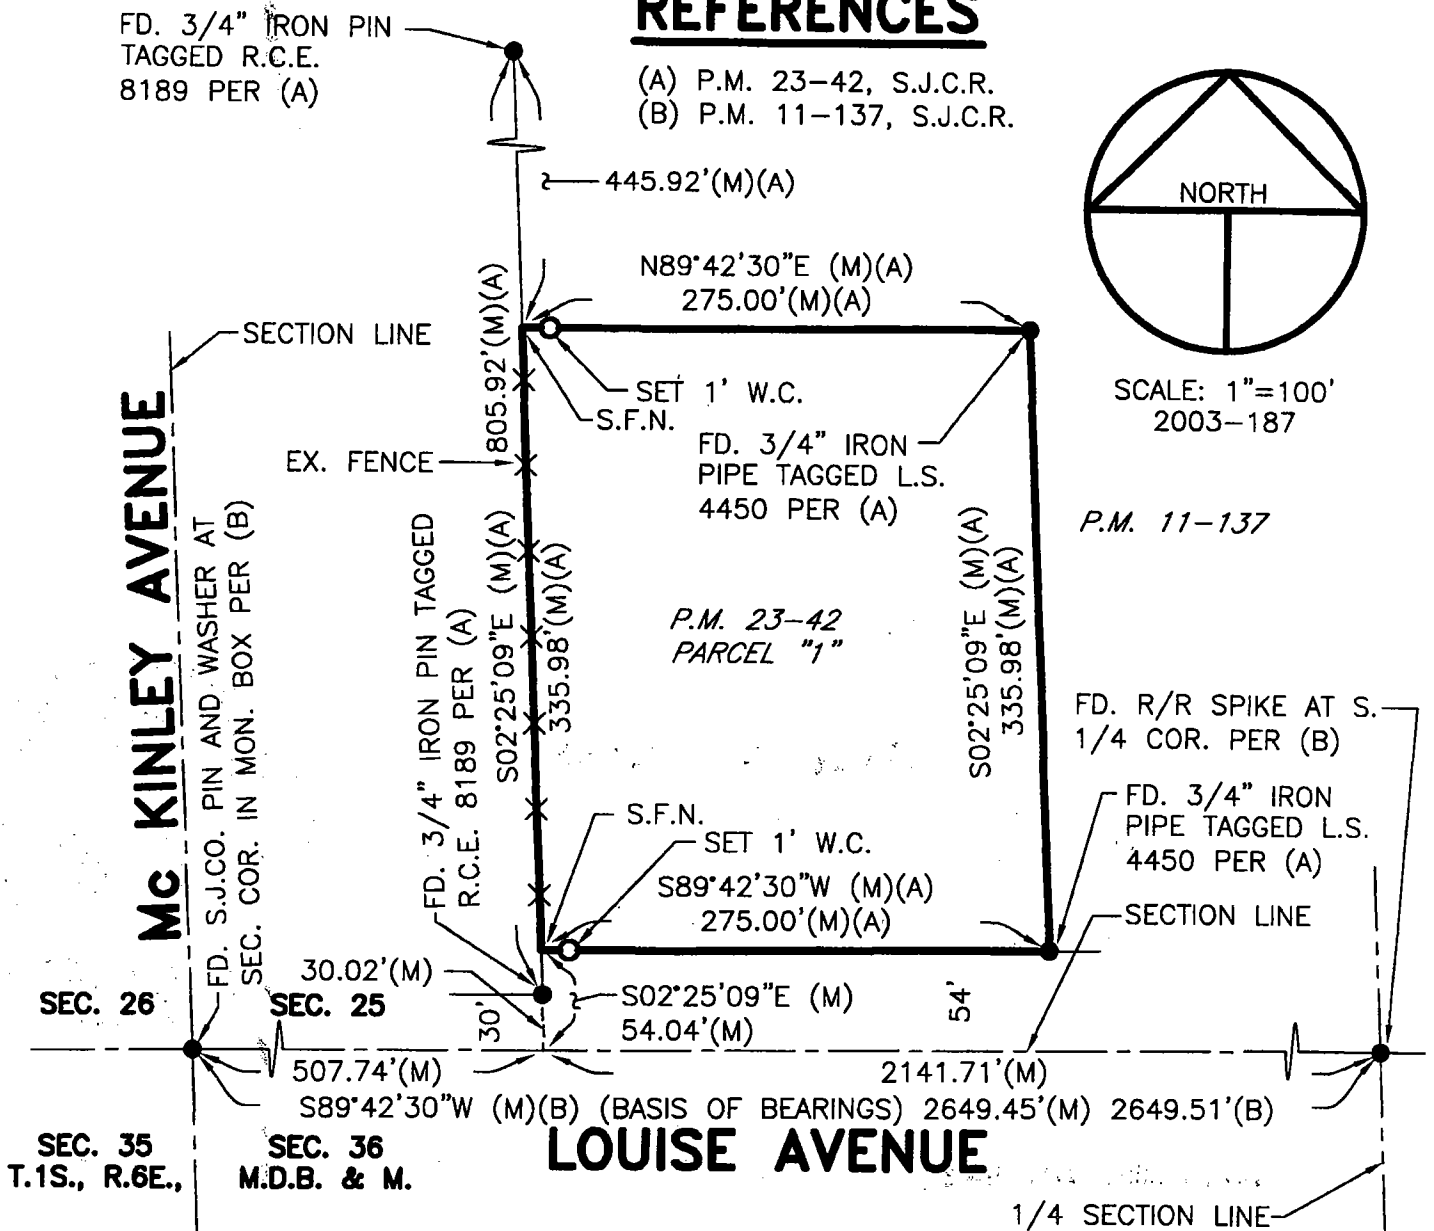 REFERENCES
FD. 3/4" IRON PIN
TAGGED R.C.E.
8189 PER (A)
(A) P.M. 23-42, S.J.C.R.
(B) P.M. 11-137, S.J.C.R.
445.92'(M)(A)
NORTH
N89°42'30"E (M)(A)
275.00'(M)(A)
SECTION LINE
805.92'(M)(A)
SET 1' W.C.
S.F.N.
SCALE: 1"=100'
2003-187
EX. FENCE
FD. 3/4" IRON
PIPE TAGGED L.S.
4450 PER (A)
P.M. 11-137
Mc KINLEY AVENUE
FD. S.J.CO. PIN AND WASHER AT
SEC. COR. IN MON. BOX PER (B)
FD. 3/4" IRON PIN TAGGED
R.C.E. 8189 PER (A)
S02°25'09"E (M)(A)
335.98'(M)(A)
P.M. 23-42
PARCEL "1"
S02°25'09"E (M)(A)
335.98'(M)(A)
FD. R/R SPIKE AT S.
1/4 COR. PER (B)
FD. 3/4" IRON
PIPE TAGGED L.S.
4450 PER (A)
S.F.N.
SET 1' W.C.
S89°42'30"W (M)(A)
275.00'(M)(A)
SECTION LINE
30.02'(M)
SEC. 26
SEC. 25
30'
S02°25'09"E (M)
54.04'(M)
54'
507.74'(M)
2141.71'(M)
S89°42'30"W (M)(B) (BASIS OF BEARINGS) 2649.45'(M) 2649.51'(B)
LOUISE AVENUE
SEC. 35
SEC. 36
T.1S., R.6E.,
M.D.B. & M.
1/4 SECTION LINE